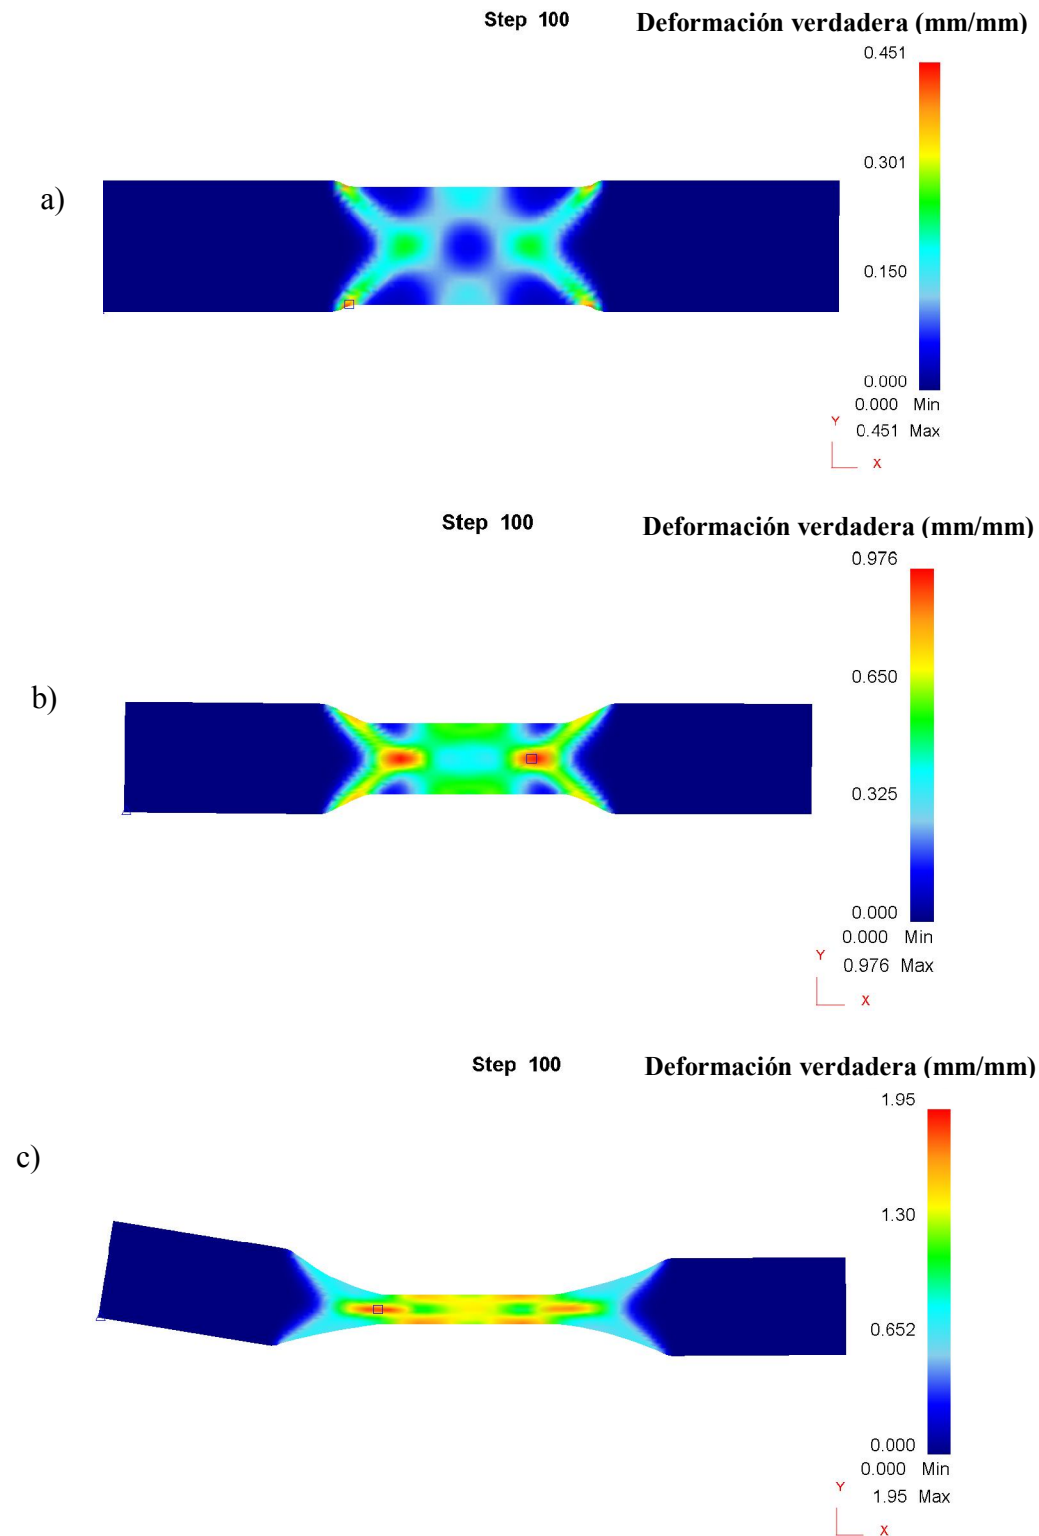 Step 100 Deformación verdadera (mm/mm)
0.451
0.301
a)
0.150
0.000
0.000 Min
Y 0.451 Max
X
Step 100 Deformación verdadera (mm/mm)
0.976
0.650
b)
0.325
0.000
0.000 Min
Y 0.976 Max
X
Step 100 Deformación verdadera (mm/mm)
1.95
c)
1.30
0.652
0.000
0.000 Min
Y 1.95 Max
X